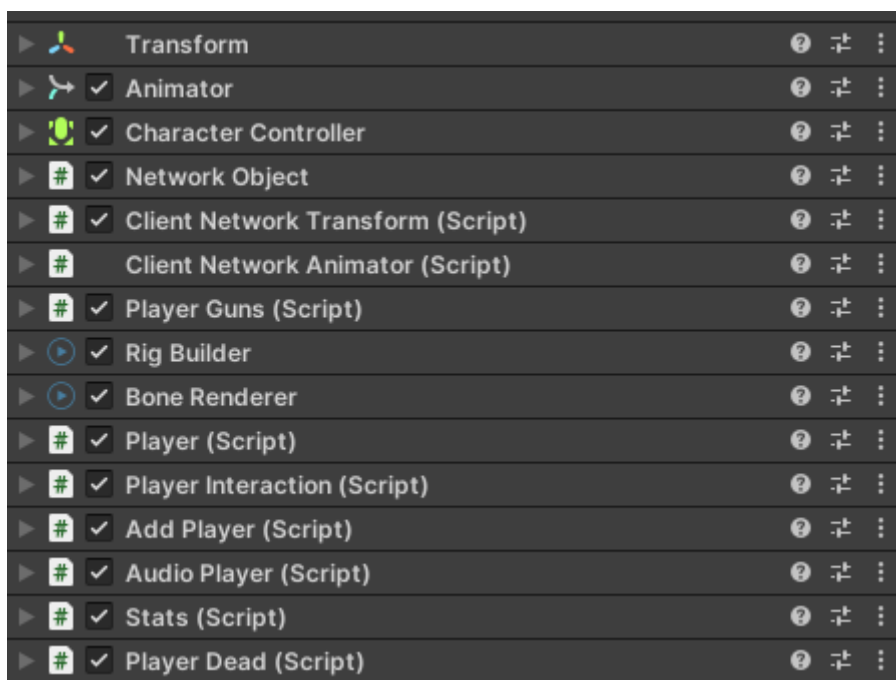 Transform
Animator
Character Controller
Network Object
Client Network Transform (Script)
Client Network Animator (Script)
Player Guns (Script)
Rig Builder
Bone Renderer
Player (Script)
Player Interaction (Script)
Add Player (Script)
Audio Player (Script)
Stats (Script)
Player Dead (Script)